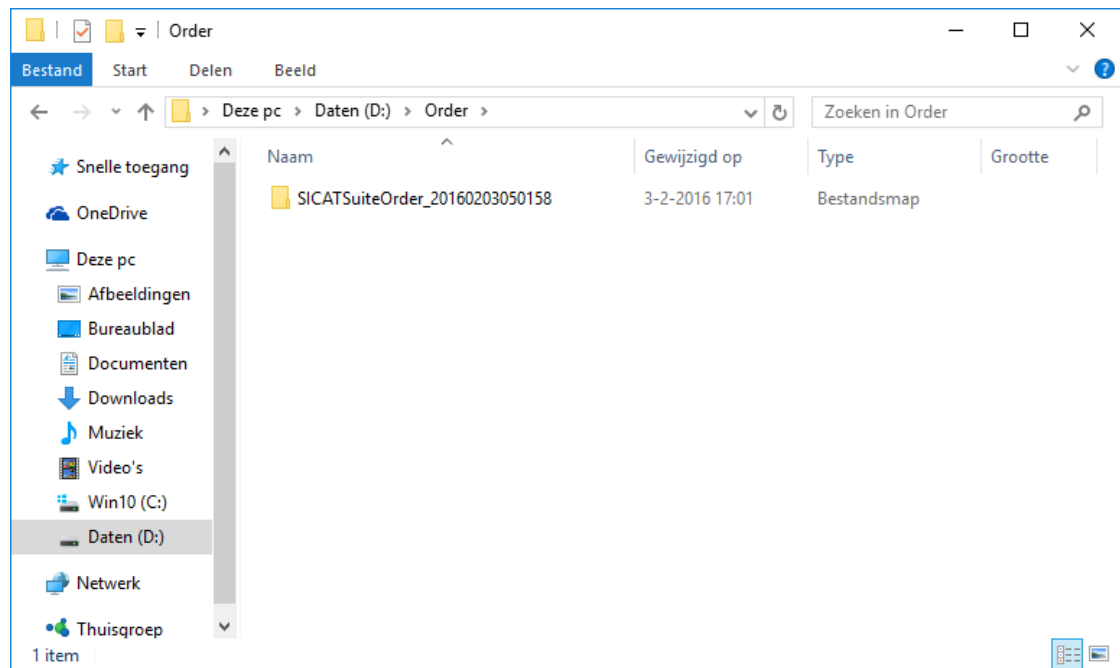 Order
Bestand Start Delen Beeld
Deze pc > Daten (D:) > Order > Zoeken in Order
Naam Gewijzigd op Type Grootte
SICATSuiteOrder_20160203050158 3-2-2016 17:01 Bestandsmap
Snelle toegang
OneDrive
Deze pc
Afbeeldingen
Bureaublad
Documenten
Downloads
Muziek
Video's
Win10 (C:)
Daten (D:)
Netwerk
Thuisgroep
1 item